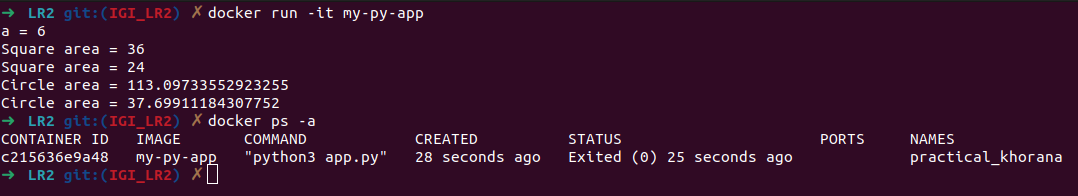 ➜ LR2 git:(IGI_LR2) ✗ docker run -it my-py-app
a = 6
Square area = 36
Square area = 24
Circle area = 113.09733552923255
Circle area = 37.69911184307752
➜ LR2 git:(IGI_LR2) ✗ docker ps -a
CONTAINER ID   IMAGE       COMMAND            CREATED          STATUS                      PORTS     NAMES
c215636e9a48   my-py-app   "python3 app.py"   28 seconds ago   Exited (0) 25 seconds ago             practical_khorana
➜ LR2 git:(IGI_LR2) ✗